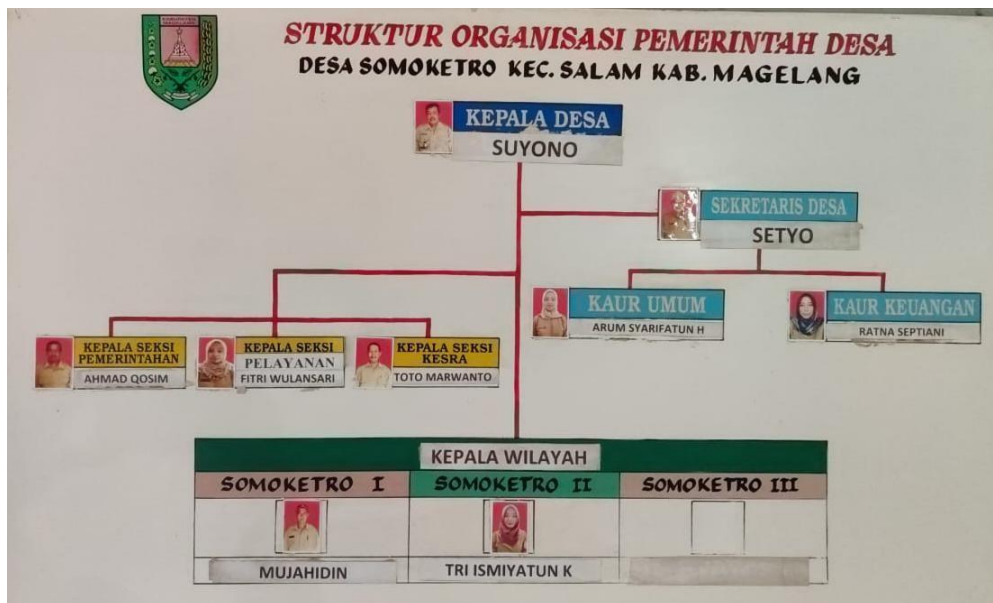 KABUPATEN
MAGELANG
STRUKTUR ORGANISASI PEMERINTAH DESA
DESA SOMOKETRO KEC. SALAM KAB. MAGELANG
KEPALA DESA
SUYONO
SEKRETARIS DESA
SETYO
KAUR UMUM
ARUM SYARIFATUN H
KAUR KEUANGAN
RATNA SEPTIANI
KEPALA SEKSI
PEMERINTAHAN
AHMAD QOSIM
KEPALA SEKSI
PELAYANAN
FITRI WULANSARI
KEPALA SEKSI
KESRA
TOTO MARWANTO
KEPALA WILAYAH
SOMOKETRO I
SOMOKETRO II
SOMOKETRO III
MUJAHIDIN
TRI ISMIYATUN K